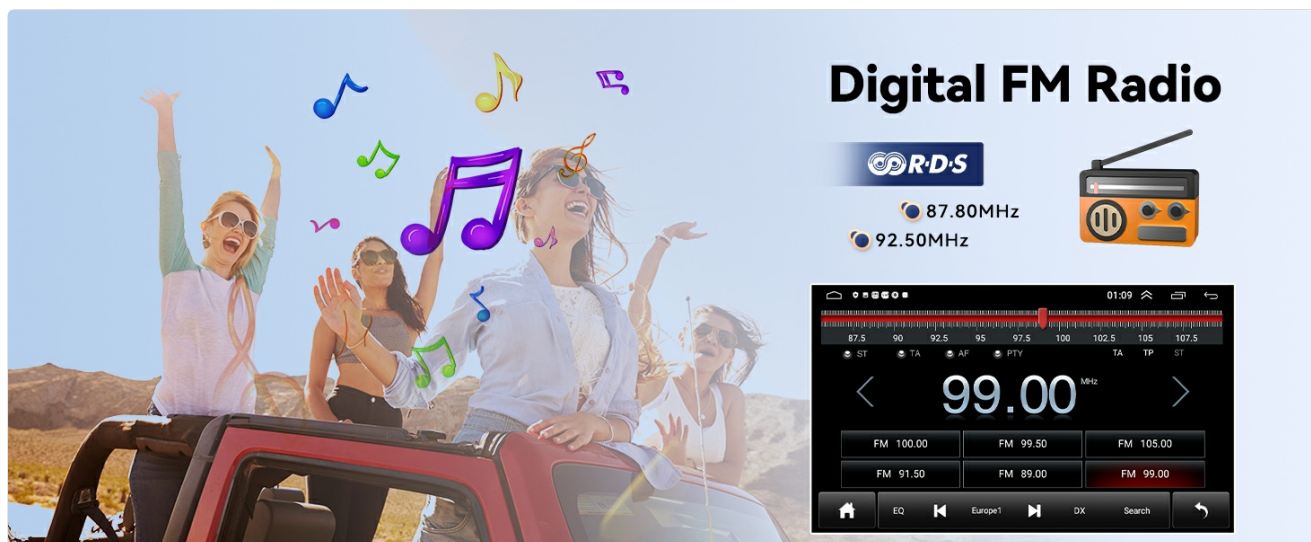 Digital FM Radio
R·D·S
87.80MHz
92.50MHz
01:09
87.5 90 92.5 95 97.5 100 102.5 105 107.5
ST TA AF PTY TA TP ST
99.00 MHz
FM 100.00 FM 99.50 FM 105.00
FM 91.50 FM 89.00 FM 99.00
EQ Europe1 DX Search